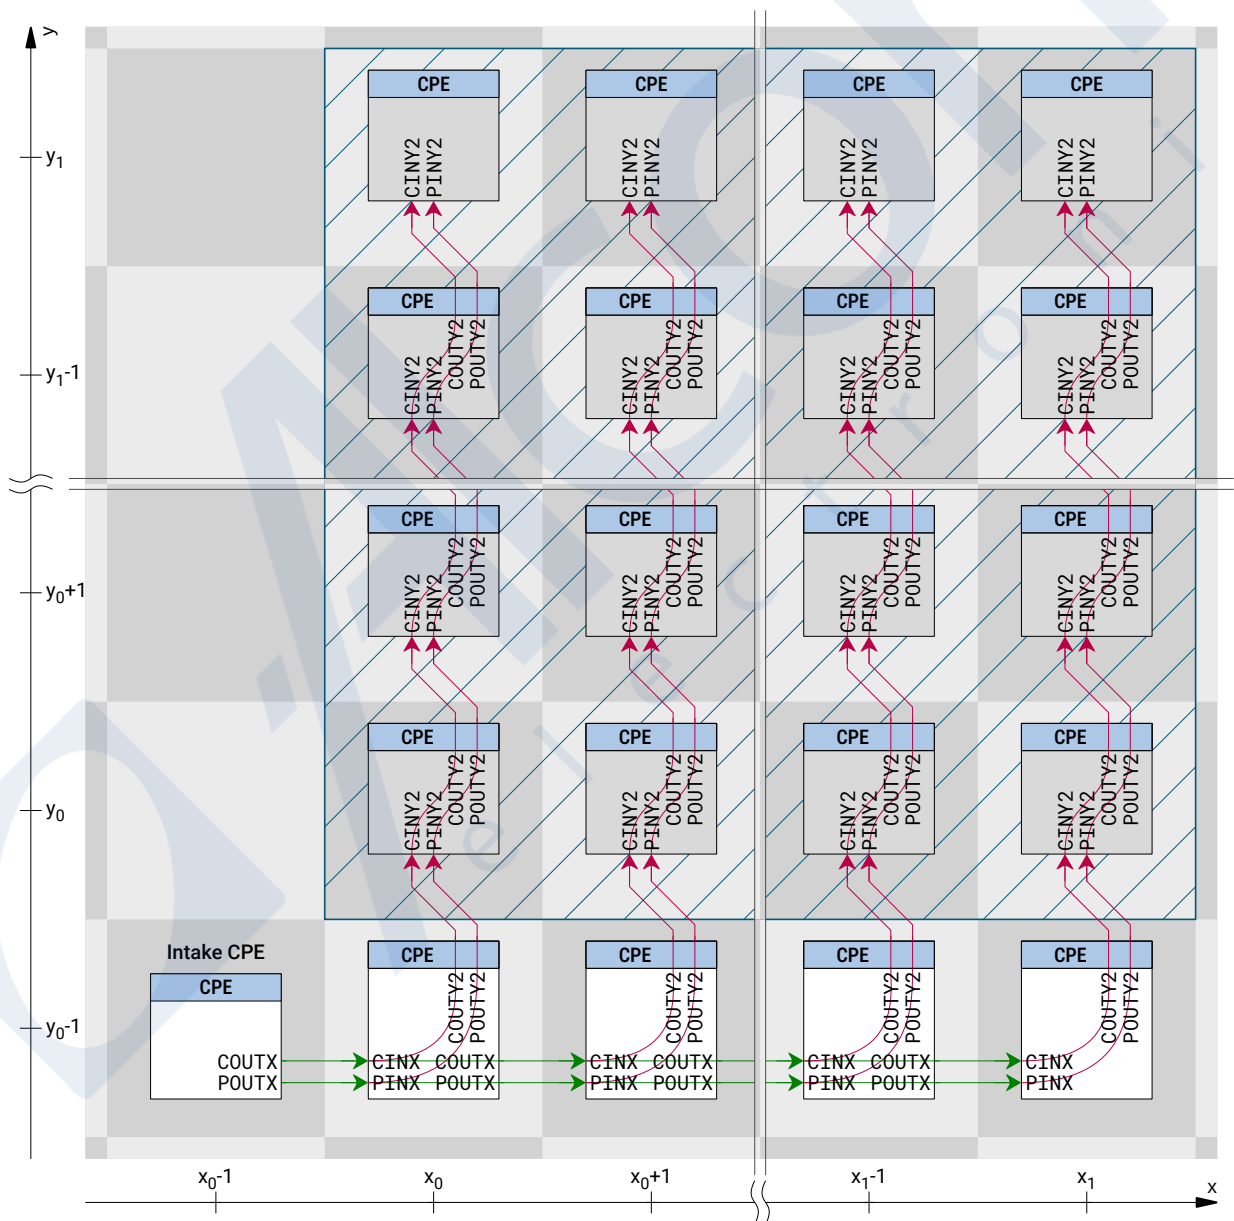 y
CPE CPE CPE CPE
CINY2 PINY2 CINY2 PINY2 CINY2 PINY2 CINY2 PINY2
y₁
CPE CPE CPE CPE
CINY2 PINY2 COUTY2 POUTY2 CINY2 PINY2 COUTY2 POUTY2 CINY2 PINY2 COUTY2 POUTY2 CINY2 PINY2 COUTY2 POUTY2
y₁-1
CPE CPE CPE CPE
CINY2 PINY2 COUTY2 POUTY2 CINY2 PINY2 COUTY2 POUTY2 CINY2 PINY2 COUTY2 POUTY2 CINY2 PINY2 COUTY2 POUTY2
y₀+1
CPE CPE CPE CPE
CINY2 PINY2 COUTY2 POUTY2 CINY2 PINY2 COUTY2 POUTY2 CINY2 PINY2 COUTY2 POUTY2 CINY2 PINY2 COUTY2 POUTY2
y₀
Intake CPE
CPE CPE CPE CPE CPE
COUTY2 POUTY2 COUTY2 POUTY2 COUTY2 POUTY2 COUTY2 POUTY2
y₀-1
COUTX CINX COUTX CINX COUTX CINX COUTX CINX
POUTX PINX POUTX PINX POUTX PINX POUTX PINX
x₀-1 x₀ x₀+1 x₁-1 x₁ x